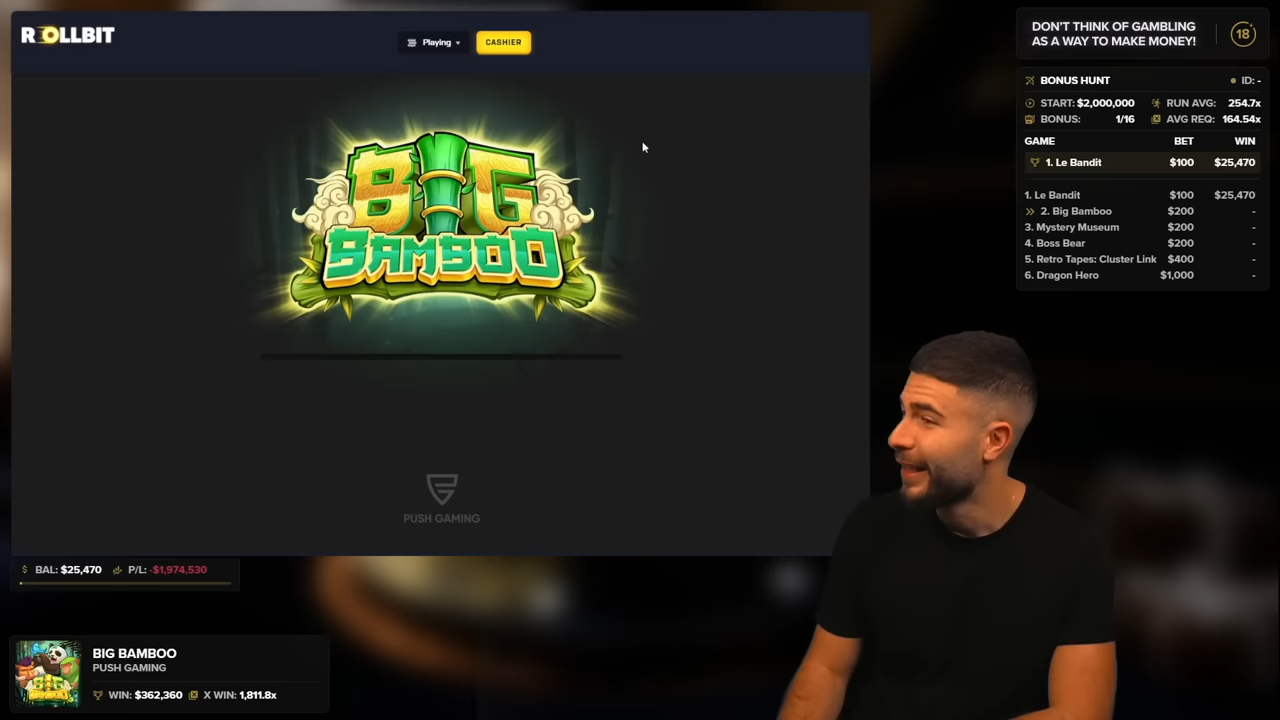 ROLLBIT
Playing
CASHIER
BIG
BAMBOO
PUSH GAMING
BAL: $25,470 P/L: -$1,974,530
BIG BAMBOO
PUSH GAMING
WIN: $362,360 X WIN: 1,811.8x
DON'T THINK OF GAMBLING
AS A WAY TO MAKE MONEY!
18
BONUS HUNT ID: -
START: $2,000,000 RUN AVG: 254.7x
BONUS: 1/16 AVG REQ: 164.54x
GAME BET WIN
1. Le Bandit $100 $25,470
1. Le Bandit $100 $25,470
2. Big Bamboo $200 -
3. Mystery Museum $200 -
4. Boss Bear $200 -
5. Retro Tapes: Cluster Link $400 -
6. Dragon Hero $1,000 -